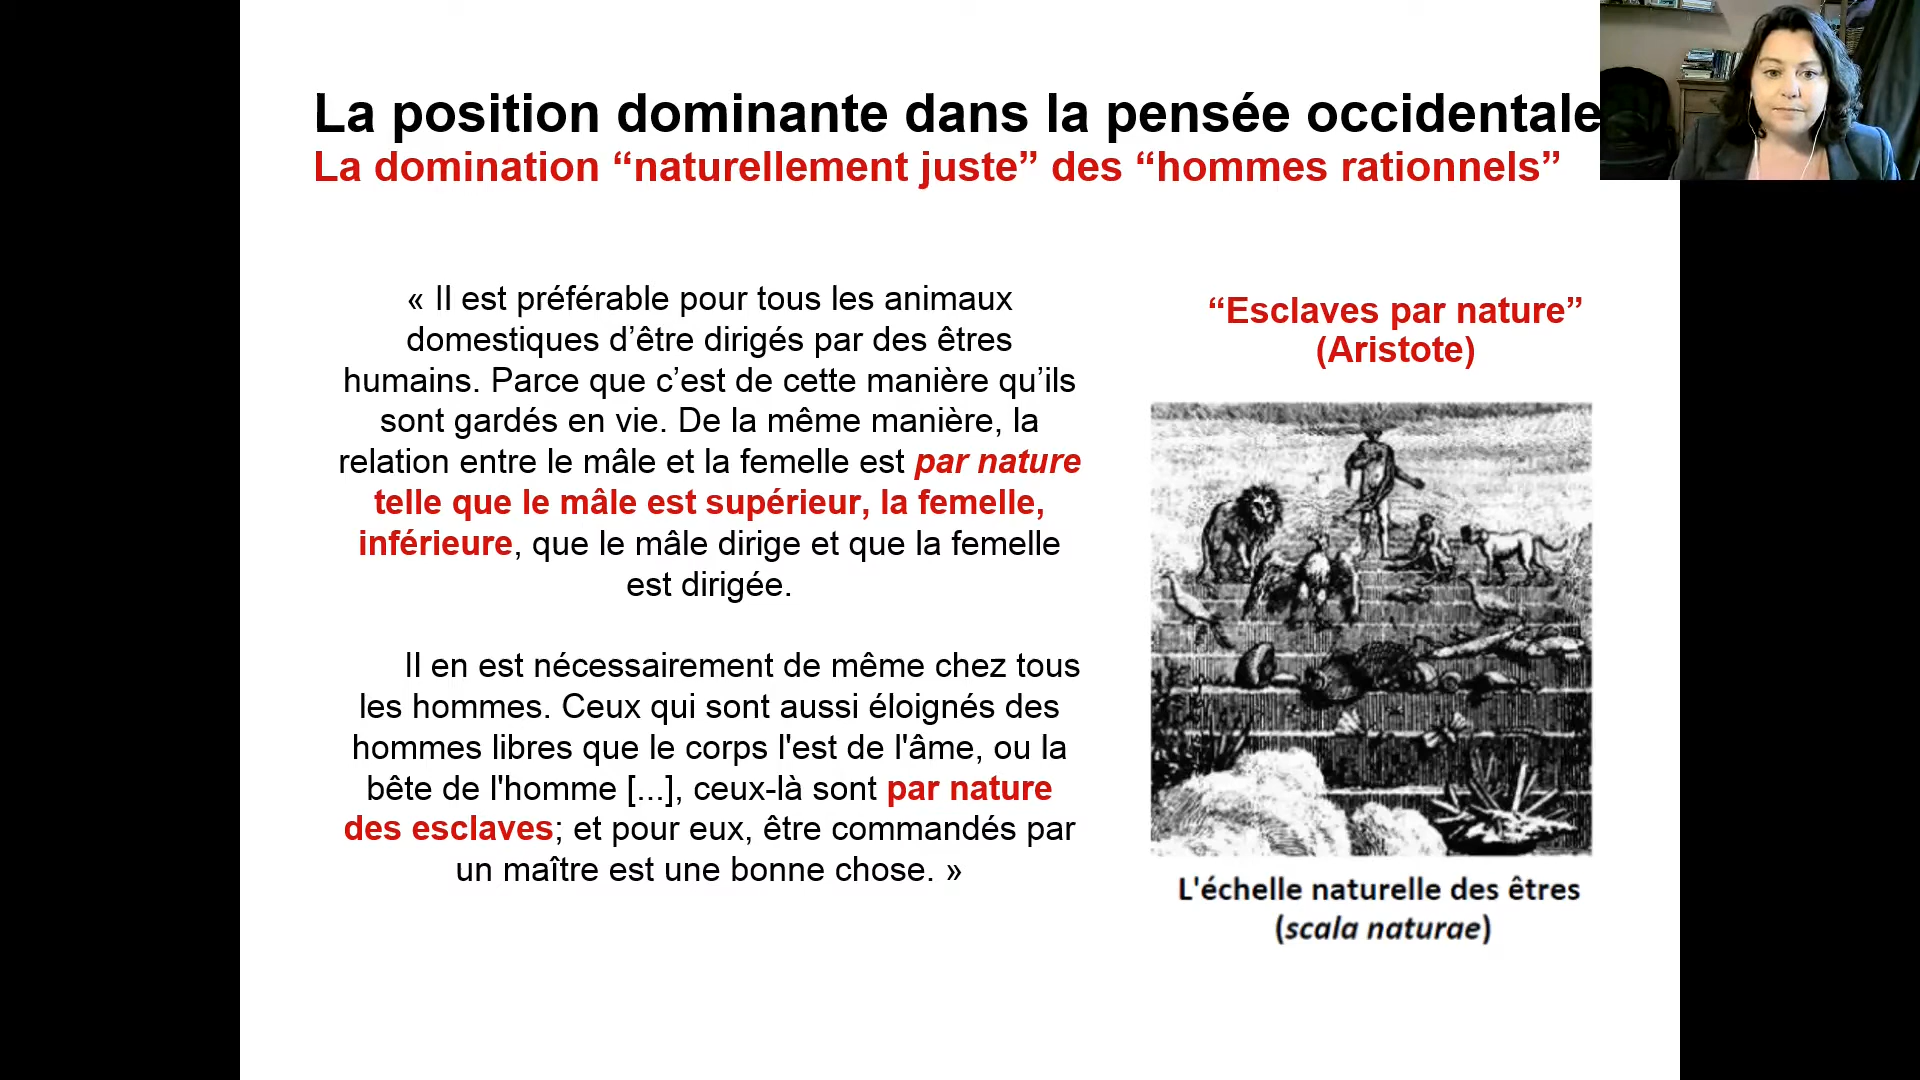 La position dominante dans la pensée occidentale
La domination “naturellement juste” des “hommes rationnels”
« Il est préférable pour tous les animaux
domestiques d’être dirigés par des êtres
humains. Parce que c’est de cette manière qu’ils
sont gardés en vie. De la même manière, la
relation entre le mâle et la femelle est par nature
telle que le mâle est supérieur, la femelle,
inférieure, que le mâle dirige et que la femelle
est dirigée.
Il en est nécessairement de même chez tous
les hommes. Ceux qui sont aussi éloignés des
hommes libres que le corps l'est de l'âme, ou la
bête de l'homme [...], ceux-là sont par nature
des esclaves; et pour eux, être commandés par
un maître est une bonne chose. »
“Esclaves par nature”
(Aristote)
L'échelle naturelle des êtres
(scala naturae)